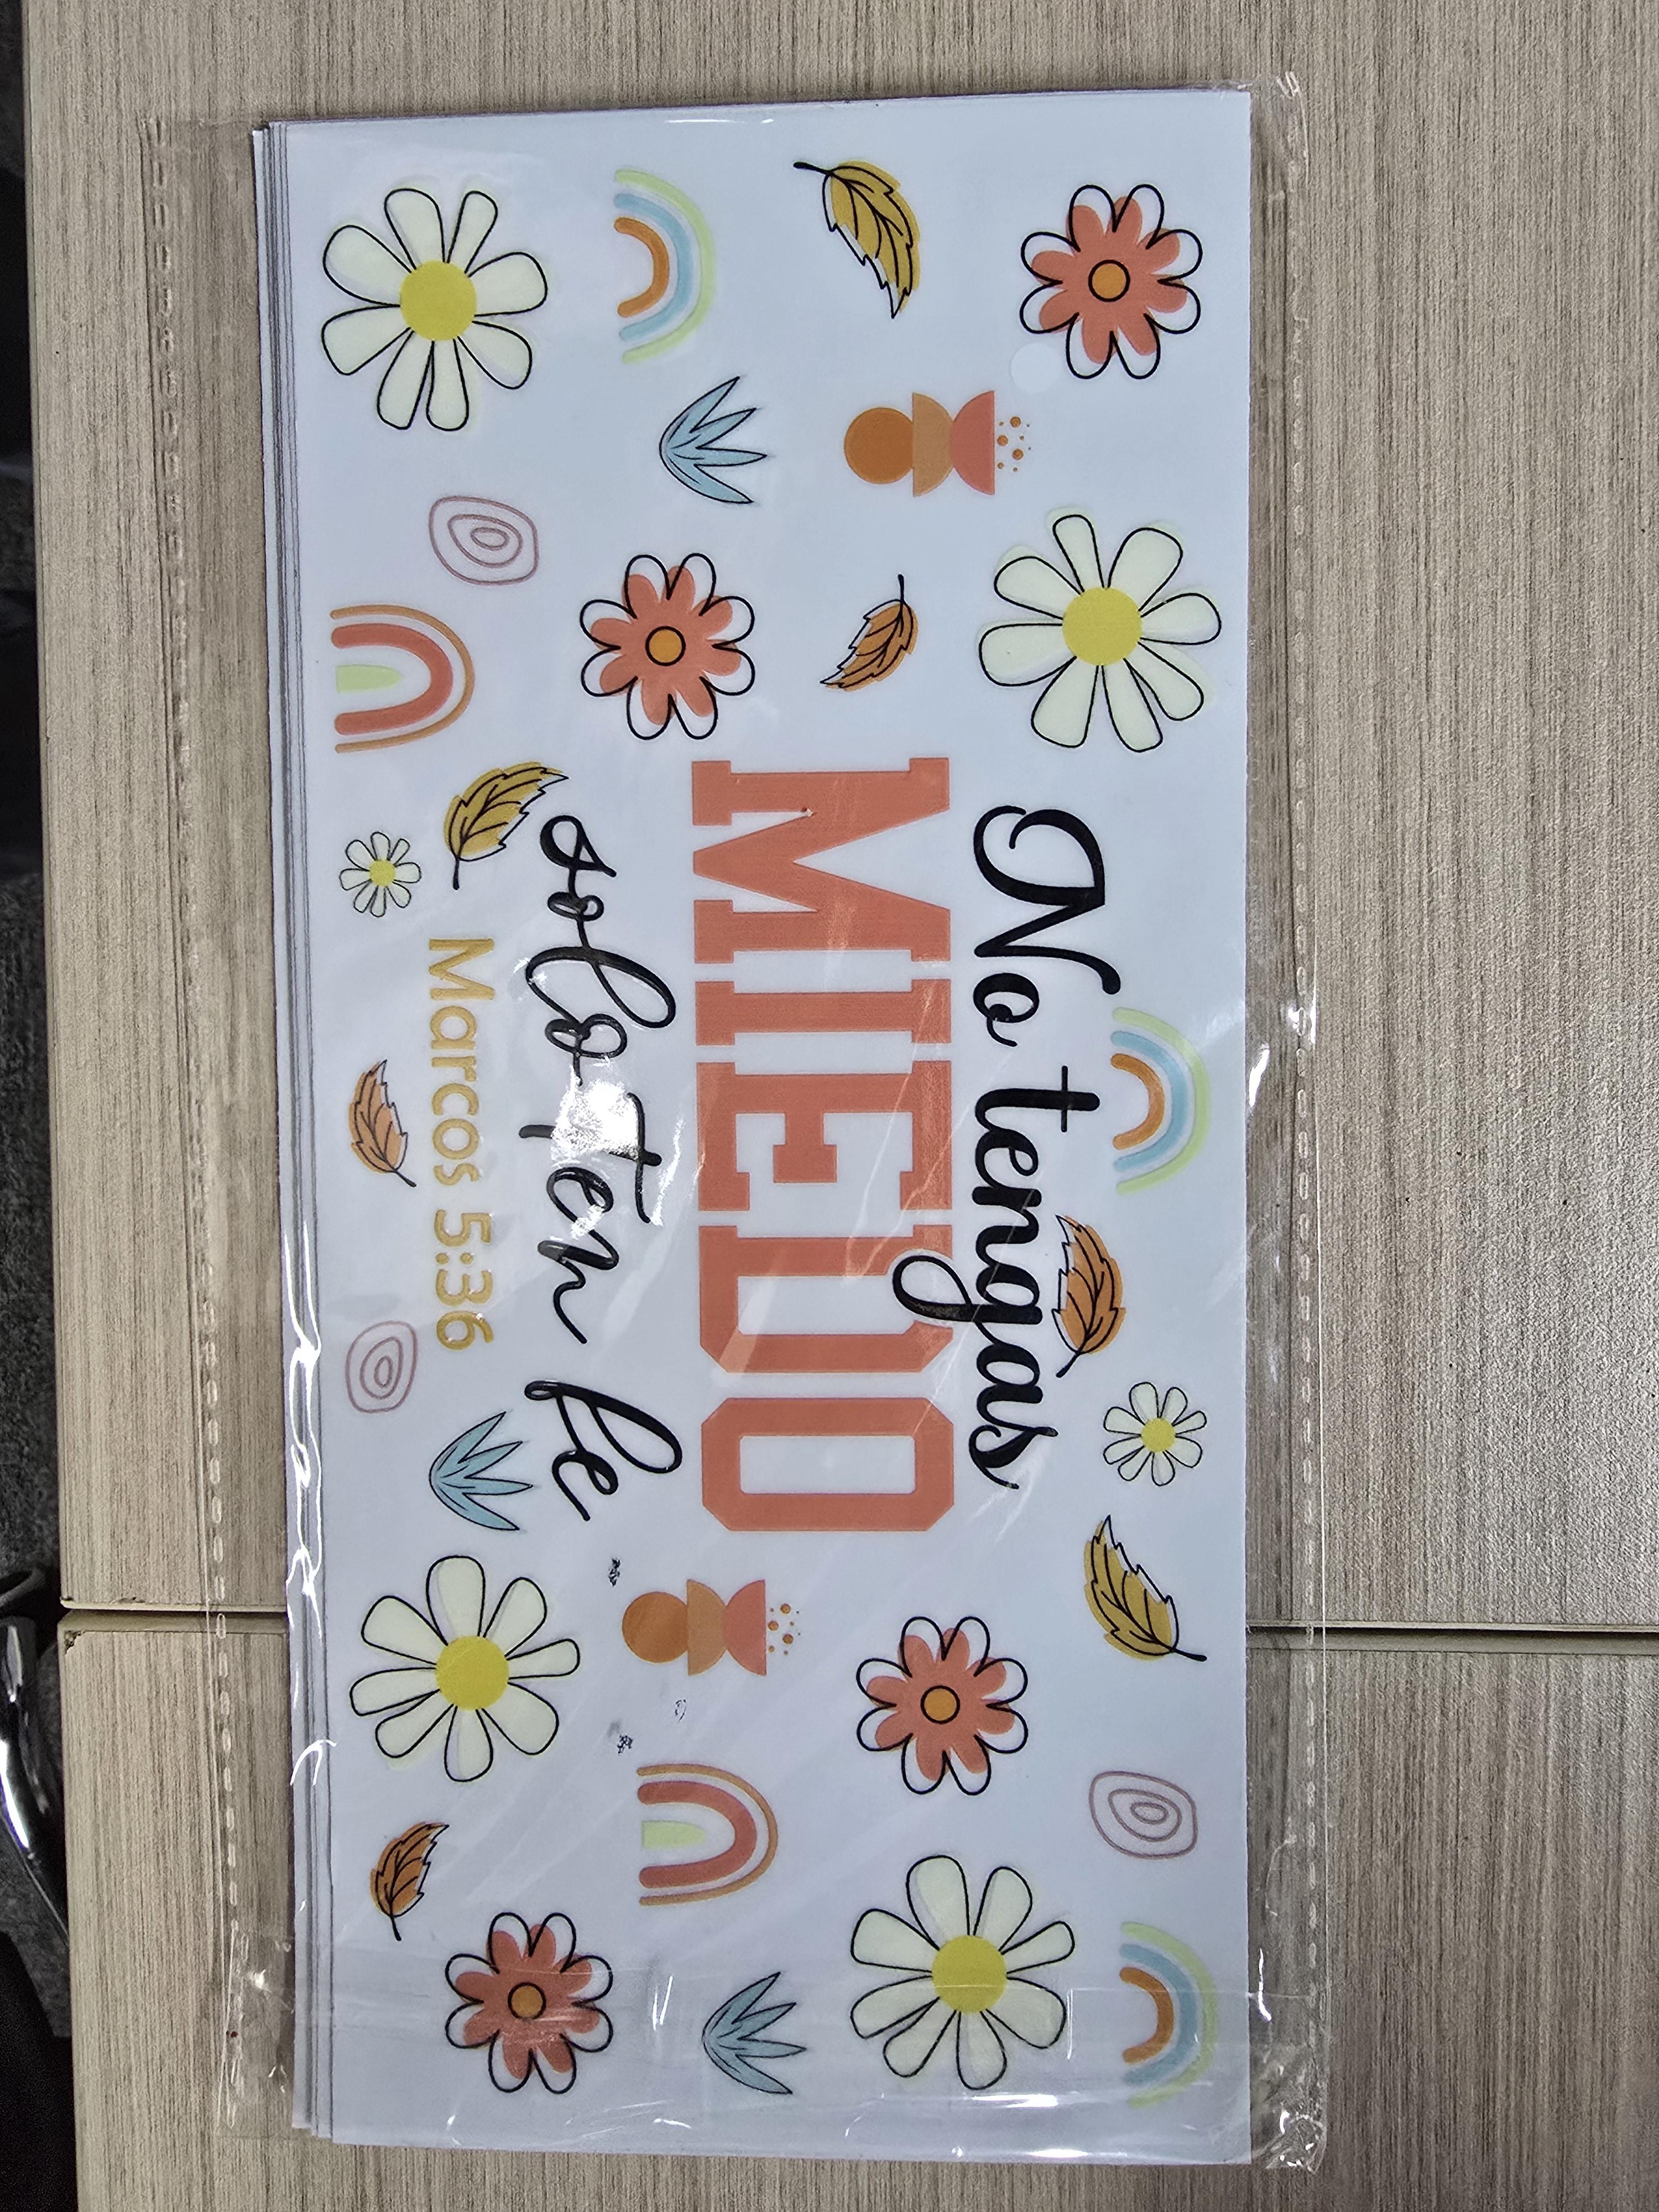 No tengas
MIEDO
solo ten fe
Marcos 5:36